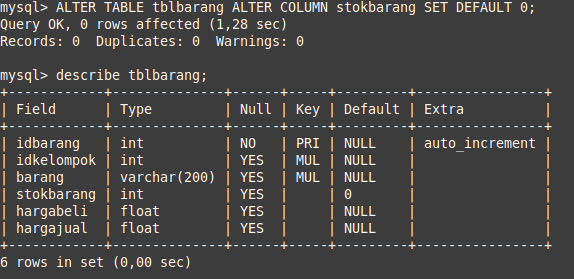 mysql> ALTER TABLE tblbarang ALTER COLUMN stokbarang SET DEFAULT 0;
Query OK, 0 rows affected (1,28 sec)
Records: 0  Duplicates: 0  Warnings: 0

mysql> describe tblbarang;
+------------+--------------+------+-----+---------+----------------+
| Field      | Type         | Null | Key | Default | Extra          |
+------------+--------------+------+-----+---------+----------------+
| idbarang   | int          | NO   | PRI | NULL    | auto_increment |
| idkelompok | int          | YES  | MUL | NULL    |                |
| barang     | varchar(200) | YES  | MUL | NULL    |                |
| stokbarang | int          | YES  |     | 0       |                |
| hargabeli  | float        | YES  |     | NULL    |                |
| hargajual  | float        | YES  |     | NULL    |                |
+------------+--------------+------+-----+---------+----------------+
6 rows in set (0,00 sec)